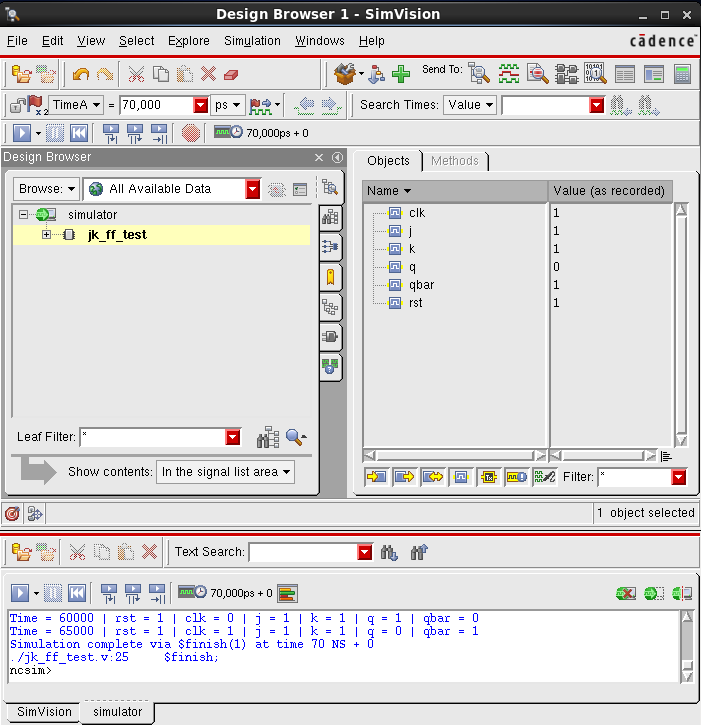 Design Browser 1 - SimVision
File Edit View Select Explore Simulation Windows Help
cādence
Send To:
TimeA = 70,000 ps Search Times: Value
70,000ps + 0
Design Browser
Browse: All Available Data
simulator
jk_ff_test
Leaf Filter: *
Show contents: In the signal list area
Objects Methods
Name Value (as recorded)
clk 1
j 1
k 1
q 0
qbar 1
rst 1
Filter: *
1 object selected
Text Search:
70,000ps + 0
Time = 60000 | rst = 1 | clk = 0 | j = 1 | k = 1 | q = 1 | qbar = 0
Time = 65000 | rst = 1 | clk = 1 | j = 1 | k = 1 | q = 0 | qbar = 1
Simulation complete via $finish(1) at time 70 NS + 0
./jk_ff_test.v:25 $finish;
ncsim>
SimVision simulator